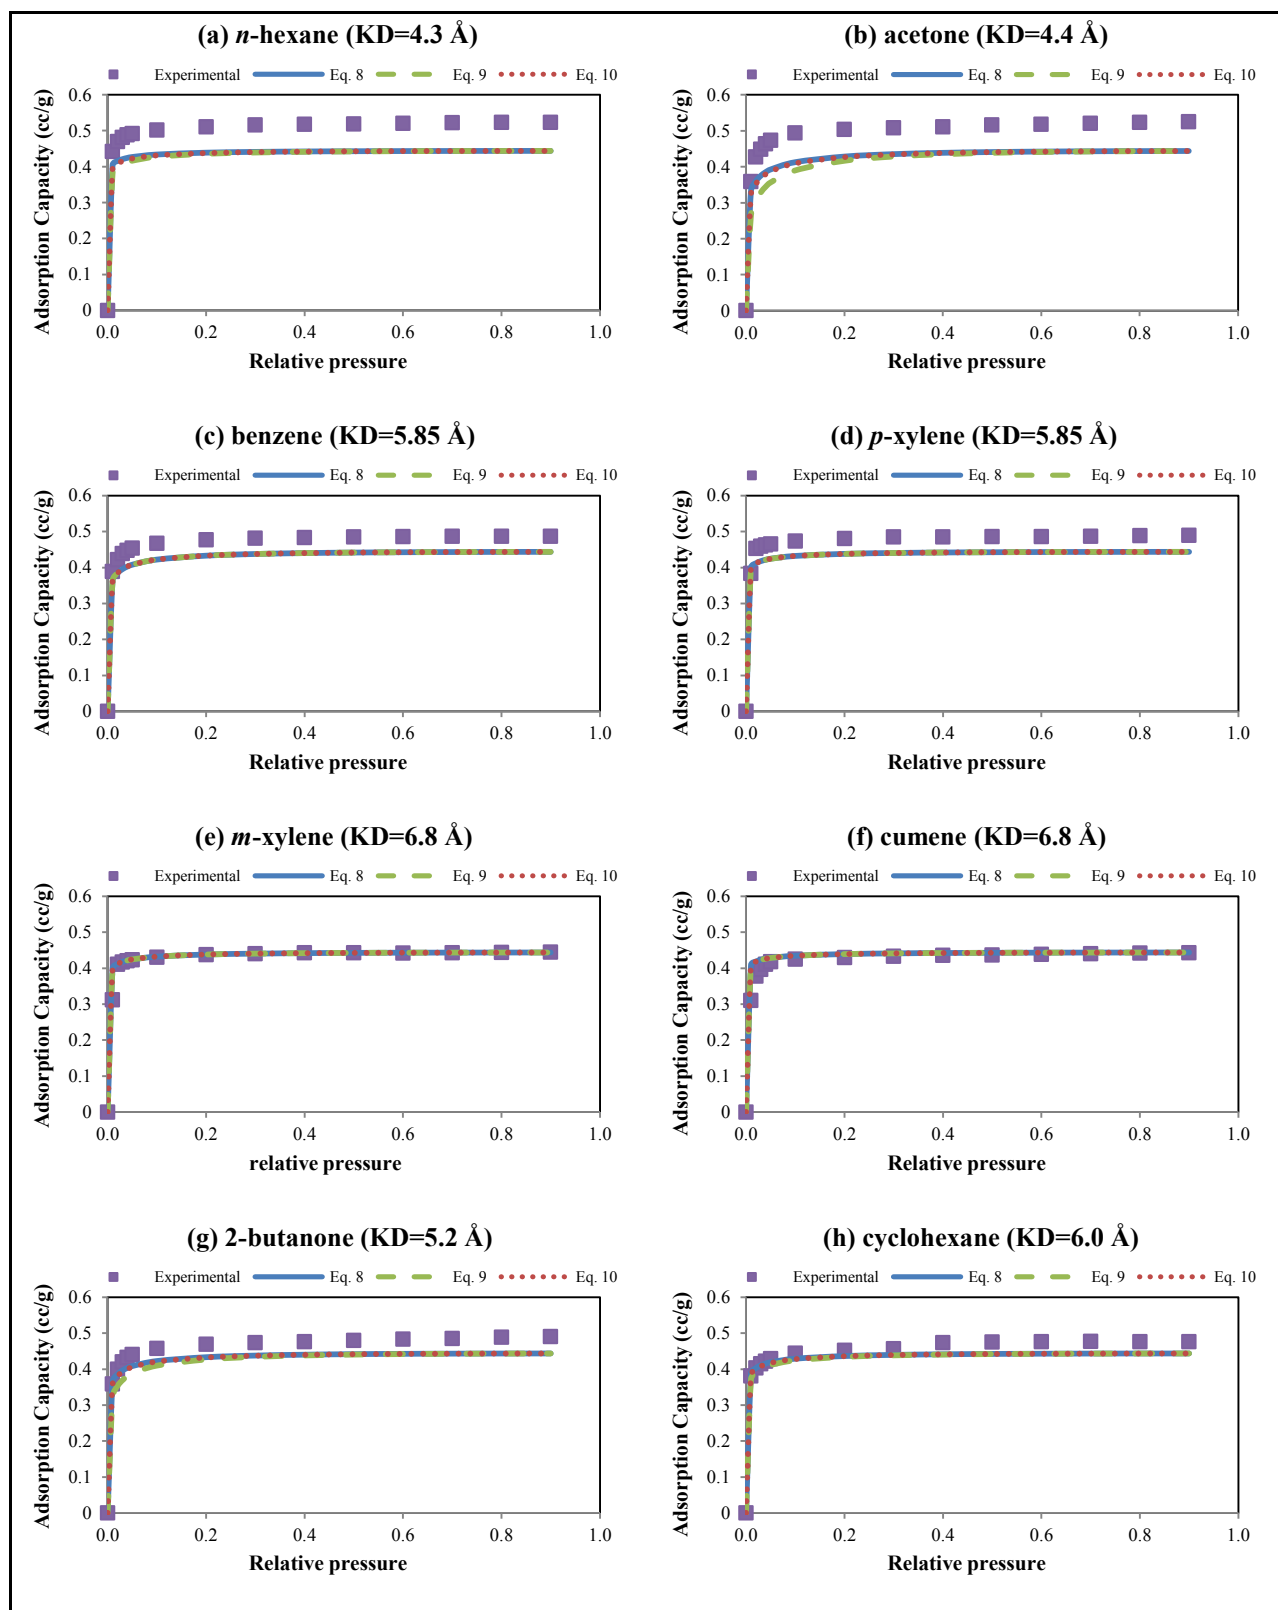 (a) n-hexane (KD=4.3 Å)
Experimental Eq. 8 Eq. 9 Eq. 10
Adsorption Capacity (cc/g)
0.6
0.5
0.4
0.3
0.2
0.1
0
0.0 0.2 0.4 0.6 0.8 1.0
Relative pressure
(b) acetone (KD=4.4 Å)
Experimental Eq. 8 Eq. 9 Eq. 10
Adsorption Capacity (cc/g)
0.6
0.5
0.4
0.3
0.2
0.1
0
0.0 0.2 0.4 0.6 0.8 1.0
Relative pressure
(c) benzene (KD=5.85 Å)
Experimental Eq. 8 Eq. 9 Eq. 10
Adsorption Capacity (cc/g)
0.6
0.5
0.4
0.3
0.2
0.1
0
0.0 0.2 0.4 0.6 0.8 1.0
Relative pressure
(d) p-xylene (KD=5.85 Å)
Experimental Eq. 8 Eq. 9 Eq. 10
Adsorption Capacity (cc/g)
0.6
0.5
0.4
0.3
0.2
0.1
0
0.0 0.2 0.4 0.6 0.8 1.0
Relative pressure
(e) m-xylene (KD=6.8 Å)
Experimental Eq. 8 Eq. 9 Eq. 10
Adsorption Capacity (cc/g)
0.6
0.5
0.4
0.3
0.2
0.1
0
0.0 0.2 0.4 0.6 0.8 1.0
relative pressure
(f) cumene (KD=6.8 Å)
Experimental Eq. 8 Eq. 9 Eq. 10
Adsorption Capacity (cc/g)
0.6
0.5
0.4
0.3
0.2
0.1
0
0.0 0.2 0.4 0.6 0.8 1.0
Relative pressure
(g) 2-butanone (KD=5.2 Å)
Experimental Eq. 8 Eq. 9 Eq. 10
Adsorption Capacity (cc/g)
0.6
0.5
0.4
0.3
0.2
0.1
0
0.0 0.2 0.4 0.6 0.8 1.0
Relative pressure
(h) cyclohexane (KD=6.0 Å)
Experimental Eq. 8 Eq. 9 Eq. 10
Adsorption Capacity (cc/g)
0.6
0.5
0.4
0.3
0.2
0.1
0
0.0 0.2 0.4 0.6 0.8 1.0
Relative pressure